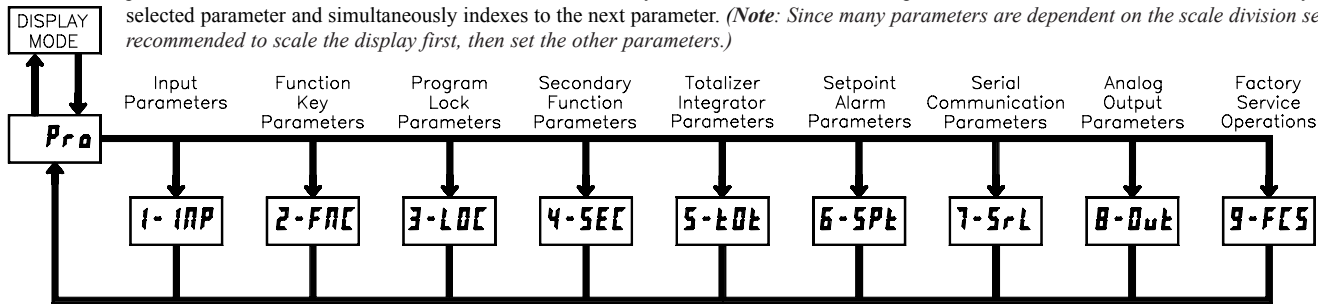 selected parameter and simultaneously indexes to the next parameter. (Note: Since many parameters are dependent on the scale division se
recommended to scale the display first, then set the other parameters.)
DISPLAY
MODE
Pro
Input
Parameters
Function
Key
Parameters
Program
Lock
Parameters
Secondary
Function
Parameters
Totalizer
Integrator
Parameters
Setpoint
Alarm
Parameters
Serial
Communication
Parameters
Analog
Output
Parameters
Factory
Service
Operations
1-INP
2-FNC
3-LOC
4-SEC
5-tOt
6-SPt
7-SrL
8-Out
9-FCS